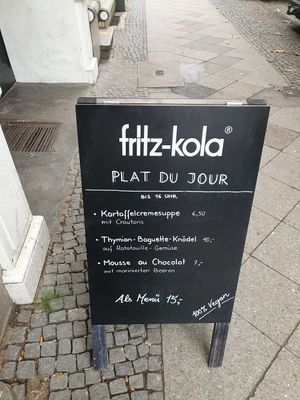 fritz-kola®
PLAT DU JOUR
BIS 16 UHR
• Kartoffelcremesuppe 6,50
mit Croutons
• Thymian-Baguette-Knödel 10,-
auf Ratatouille-Gemüse
• Mousse au Chocolat 7,-
mit marinierten Beeren
Als Menü 15,-
100% Vegan